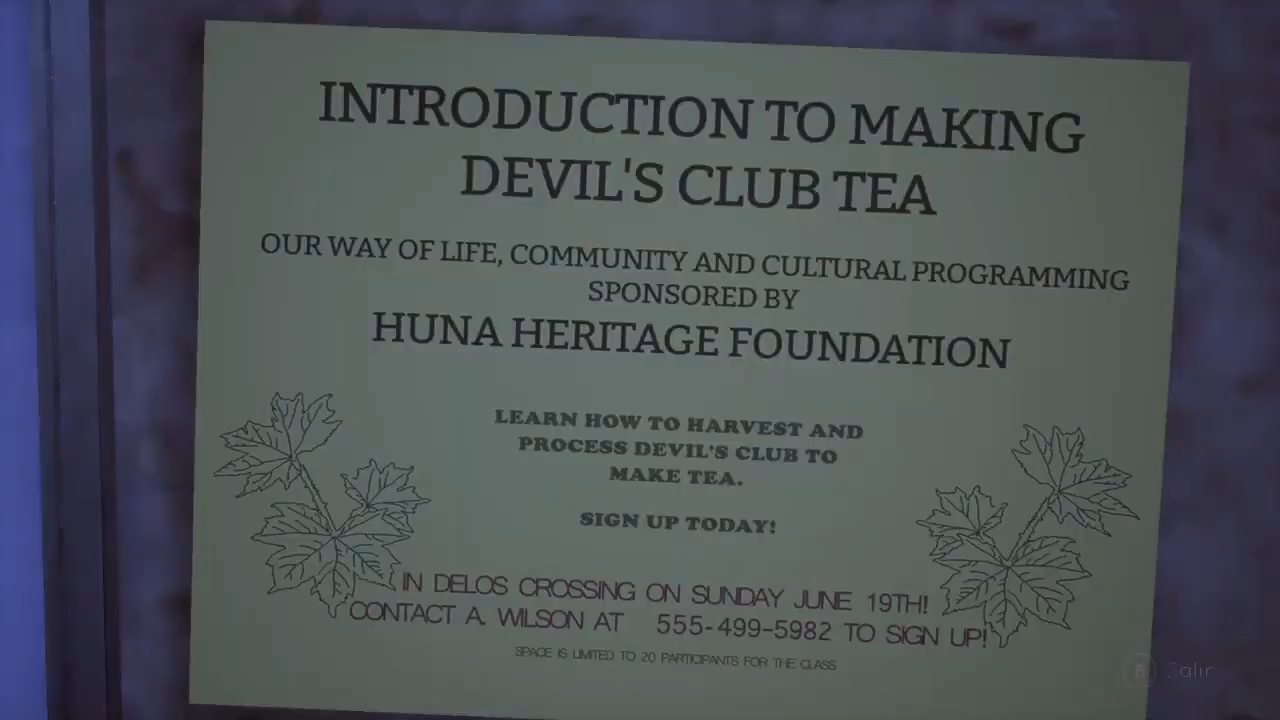 INTRODUCTION TO MAKING
DEVIL'S CLUB TEA
OUR WAY OF LIFE, COMMUNITY AND CULTURAL PROGRAMMING
SPONSORED BY
HUNA HERITAGE FOUNDATION
LEARN HOW TO HARVEST AND
PROCESS DEVIL'S CLUB TO
MAKE TEA.
SIGN UP TODAY!
IN DELOS CROSSING ON SUNDAY JUNE 19TH!
CONTACT A. WILSON AT 555-499-5982 TO SIGN UP!
SPACE IS LIMITED TO 20 PARTICIPANTS FOR THE CLASS
B Salir